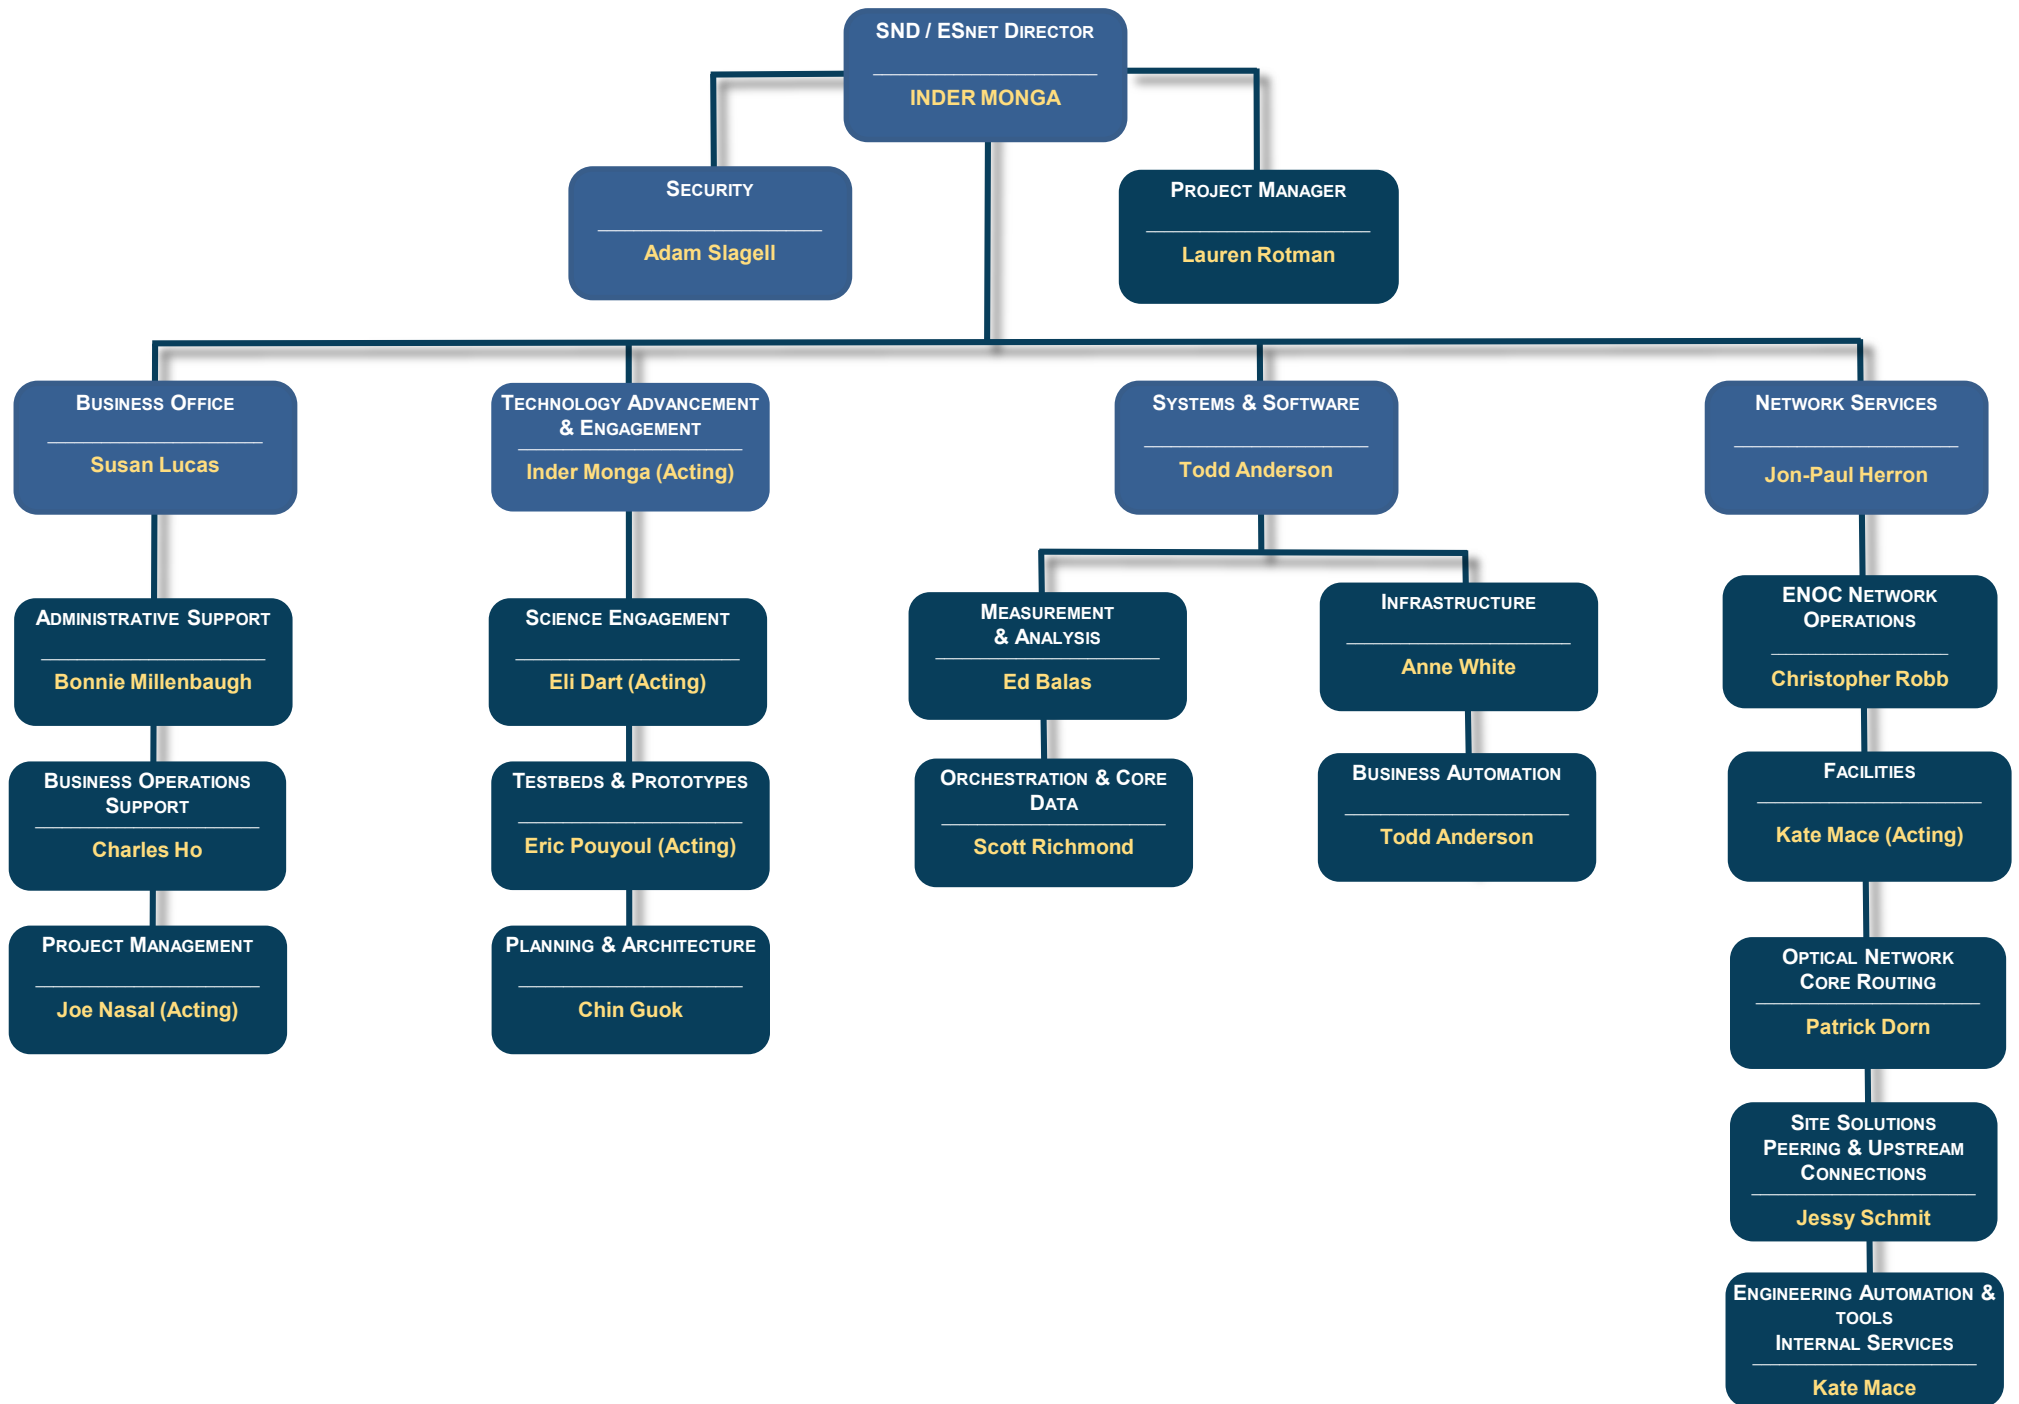 SND / ESnet Director
INDER MONGA
Security
Adam Slagell
Project Manager
Lauren Rotman
Business Office
Susan Lucas
Technology Advancement
& Engagement
Inder Monga (Acting)
Systems & Software
Todd Anderson
Network Services
Jon-Paul Herron
Administrative Support
Bonnie Millenbaugh
Business Operations
Support
Charles Ho
Project Management
Joe Nasal (Acting)
Science Engagement
Eli Dart (Acting)
Testbeds & Prototypes
Eric Pouyoul (Acting)
Planning & Architecture
Chin Guok
Measurement
& Analysis
Ed Balas
Orchestration & Core
Data
Scott Richmond
Infrastructure
Anne White
Business Automation
Todd Anderson
ENOC Network
Operations
Christopher Robb
Facilities
Kate Mace (Acting)
Optical Network
Core Routing
Patrick Dorn
Site Solutions
Peering & Upstream
Connections
Jessy Schmit
Engineering Automation &
tools
Internal Services
Kate Mace